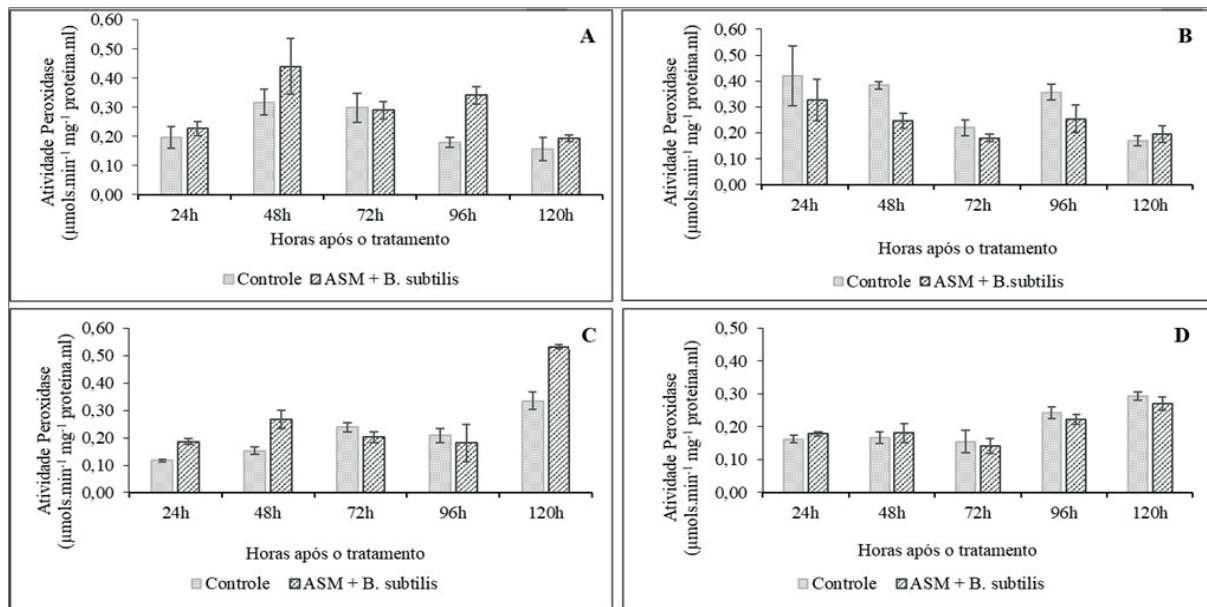 A
Atividade Peroxidase
(µmols.min⁻¹ mg⁻¹ proteína.ml)
0,60
0,50
0,40
0,30
0,20
0,10
0,00
24h 48h 72h 96h 120h
Horas após o tratamento
Controle ASM + B. subtilis
B
Atividade Peroxidase
(µmols.min⁻¹ mg⁻¹ proteína.ml)
0,60
0,50
0,40
0,30
0,20
0,10
0,00
24h 48h 72h 96h 120h
Horas após o tratamento
Controle ASM + B.subtilis
C
Atividade Peroxidase
(µmols.min⁻¹ mg⁻¹ proteína.ml)
0,60
0,50
0,40
0,30
0,20
0,10
0,00
24h 48h 72h 96h 120h
Horas após o tratamento
Controle ASM + B. subtilis
D
Atividade Peroxidase
(µmols.min⁻¹ mg⁻¹ proteína.ml)
0,50
0,40
0,30
0,20
0,10
0,00
24h 48h 72h 96h 120h
Horas após o tratamento
Controle ASM + B. subtilis